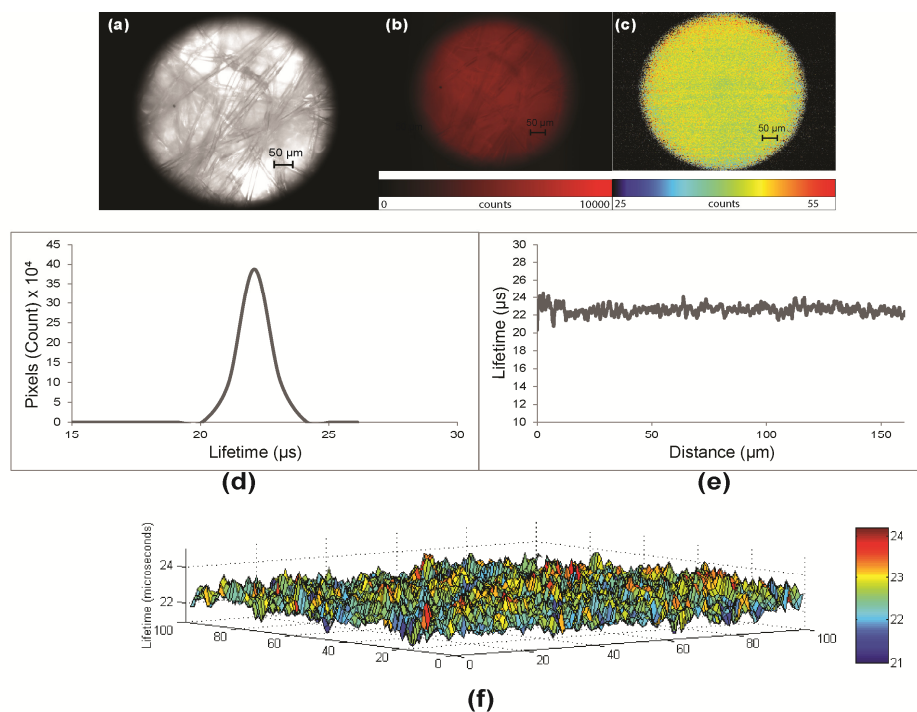 (a)
50 µm
(b)
50 µm
0 counts 10000
(c)
50 µm
25 counts 55
Pixels (Count) x 10⁴
45
40
35
30
25
20
15
10
5
0
15 20 25 30
Lifetime (µs)
(d)
Lifetime (µs)
30
28
26
24
22
20
18
16
14
12
10
0 50 100 150
Distance (µm)
(e)
Lifetime (microseconds)
24
22
100 80 60 40 20 0
0 20 40 60 80 100
24
23
22
21
(f)